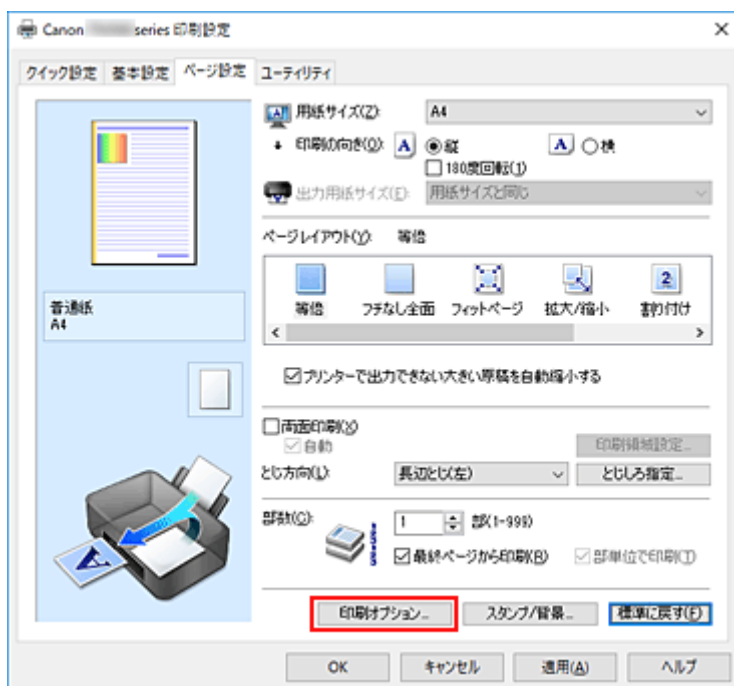 Canon series 印刷設定
クイック設定 基本設定 ページ設定 ユーティリティ
用紙サイズ(Z): A4
印刷の向き(O): A 縦 A 横
180度回転(1)
出力用紙サイズ(E): 用紙サイズと同じ
ページレイアウト(Y): 等倍
等倍 フチなし全面 フィットページ 拡大/縮小 割り付け
普通紙
A4
プリンターで出力できない大きい原稿を自動縮小する
両面印刷(X)
自動
印刷領域設定...
とじ方向(L): 長辺とじ(左) とじしろ指定...
部数(C): 1 部(1-999)
最終ページから印刷(R) 部単位で印刷(T)
印刷オプション... スタンプ/背景... 標準に戻す(F)
OK キャンセル 適用(A) ヘルプ